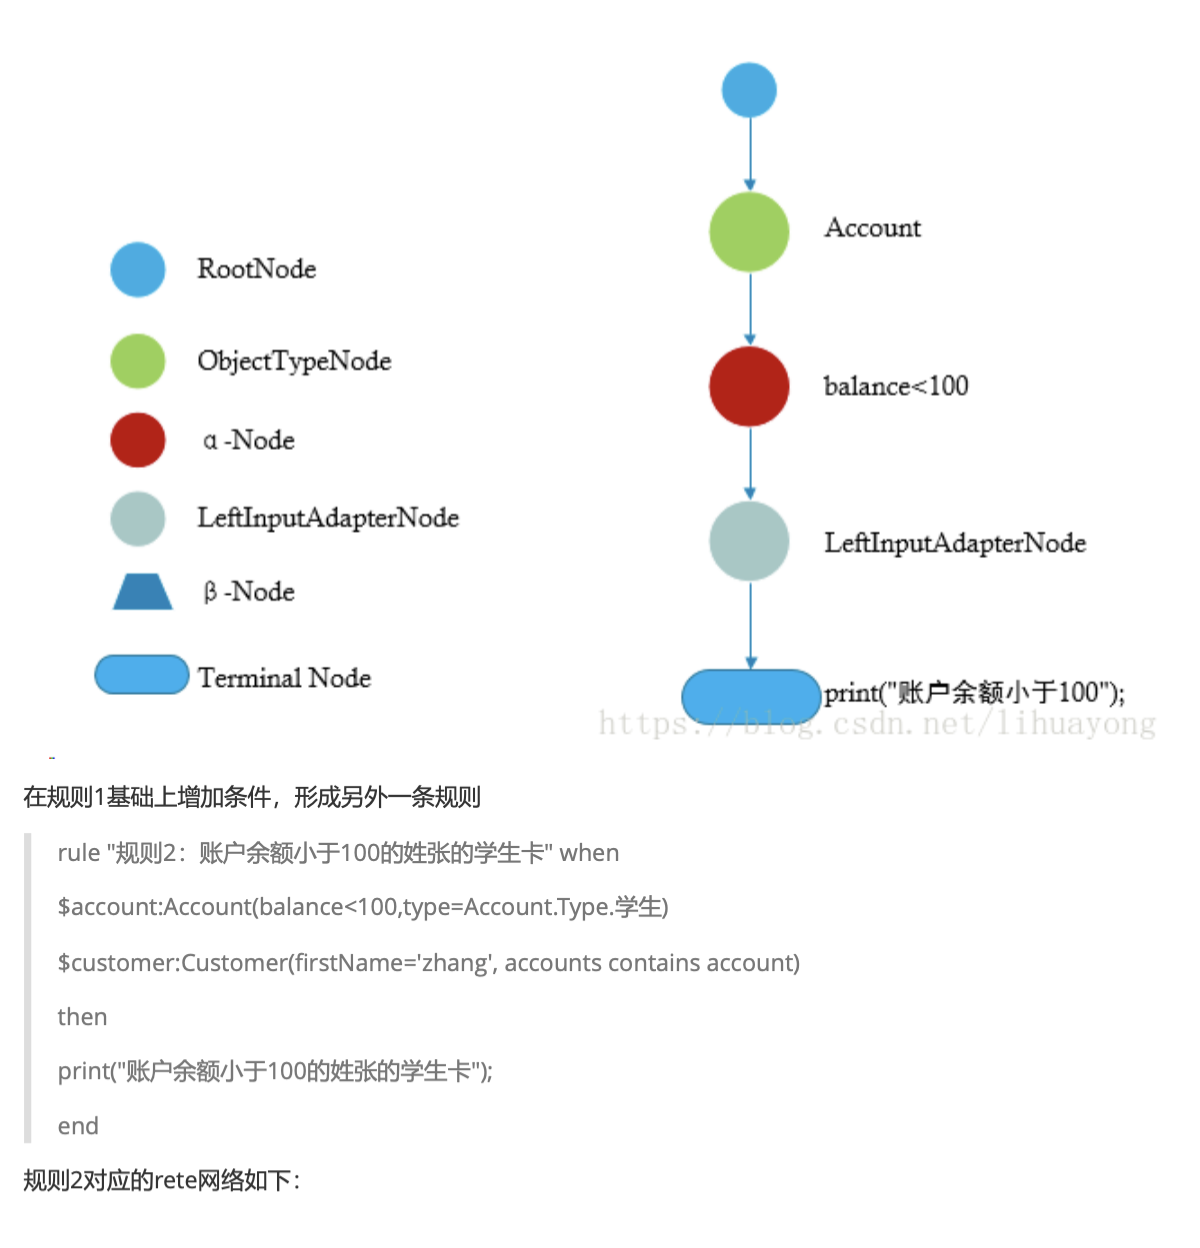 RootNode
ObjectTypeNode
α-Node
LeftInputAdapterNode
β-Node
Terminal Node
Account
balance<100
LeftInputAdapterNode
print("账户余额小于100");
https://blog.csdn.net/lihuayong
在规则1基础上增加条件，形成另外一条规则
rule "规则2：账户余额小于100的姓张的学生卡" when
$account:Account(balance<100,type=Account.Type.学生)
$customer:Customer(firstName='zhang', accounts contains account)
then
print("账户余额小于100的姓张的学生卡");
end
规则2对应的rete网络如下：